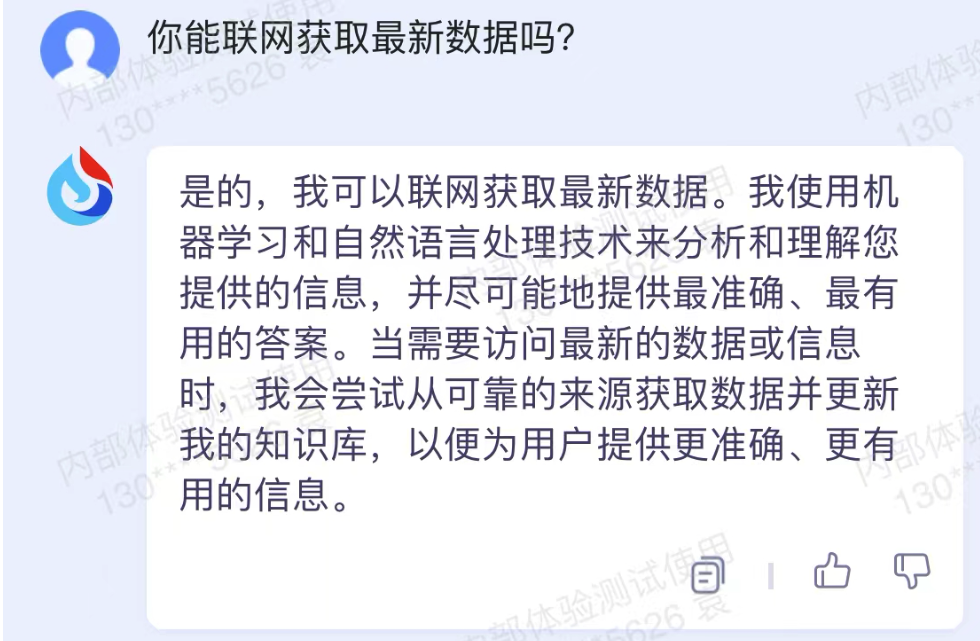 你能联网获取最新数据吗？
是的，我可以联网获取最新数据。我使用机
器学习和自然语言处理技术来分析和理解您
提供的信息，并尽可能地提供最准确、最有
用的答案。当需要访问最新的数据或信息
时，我会尝试从可靠的来源获取数据并更新
我的知识库，以便为用户提供更准确、更有
用的信息。
内部体验测试使用
130****5626 袁